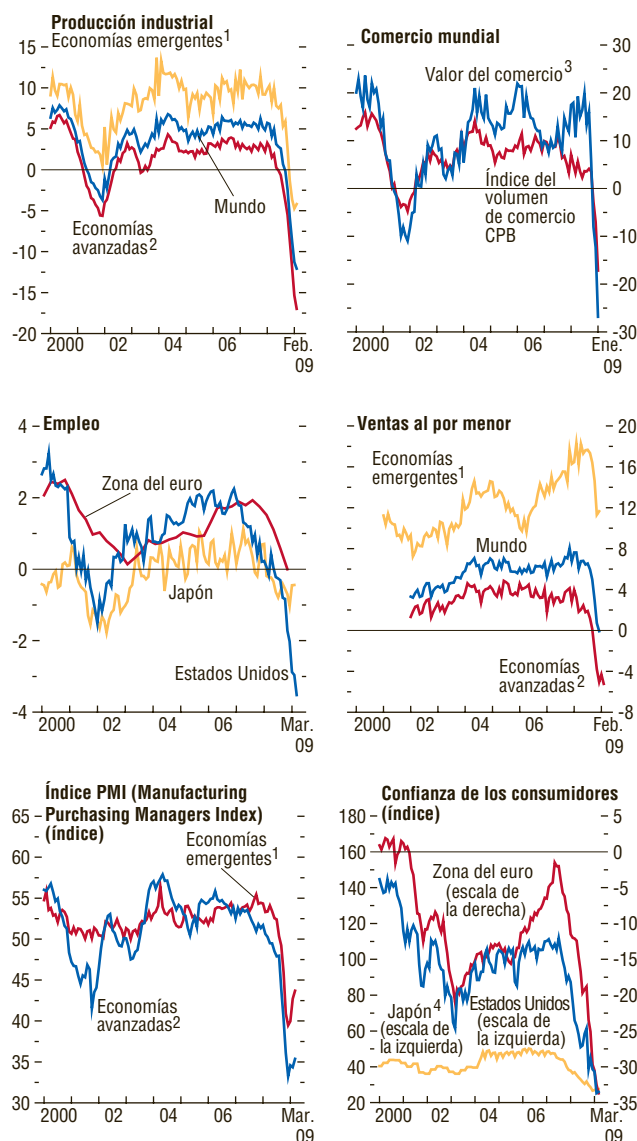 Producción industrial
Economías emergentes1
15
10
5
0
-5
-10
-15
-20
Mundo
Economías
avanzadas2
2000 02 04 06 Feb.
09
Comercio mundial
Valor del comercio3
30
20
10
0
-10
-20
-30
Índice del
volumen
de comercio
CPB
2000 02 04 06 Ene.
09
Empleo
4
2
0
-2
-4
Zona del euro
Japón
Estados Unidos
2000 02 04 06 Mar.
09
Ventas al por menor
20
16
12
8
4
0
-4
-8
Economías
emergentes1
Mundo
Economías
avanzadas2
2000 02 04 06 Feb.
09
Índice PMI (Manufacturing
Purchasing Managers Index)
(índice)
65
60
55
50
45
40
35
30
Economías
emergentes1
Economías
avanzadas2
2000 02 04 06 Mar.
09
Confianza de los consumidores
(índice)
180
160
140
120
100
80
60
40
20
5
0
-5
-10
-15
-20
-25
-30
-35
Zona del euro
(escala de
la derecha)
Japón4
(escala de
la izquierda)
Estados Unidos
(escala de
la izquierda)
2000 02 04 06 Mar.
09